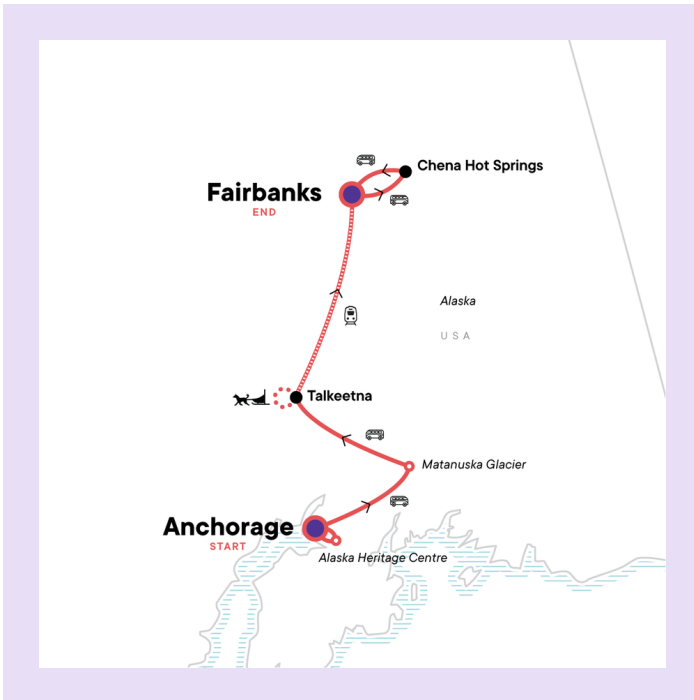 Chena Hot Springs
Fairbanks
END
Alaska
USA
Talkeetna
Matanuska Glacier
Anchorage
START
Alaska Heritage Centre